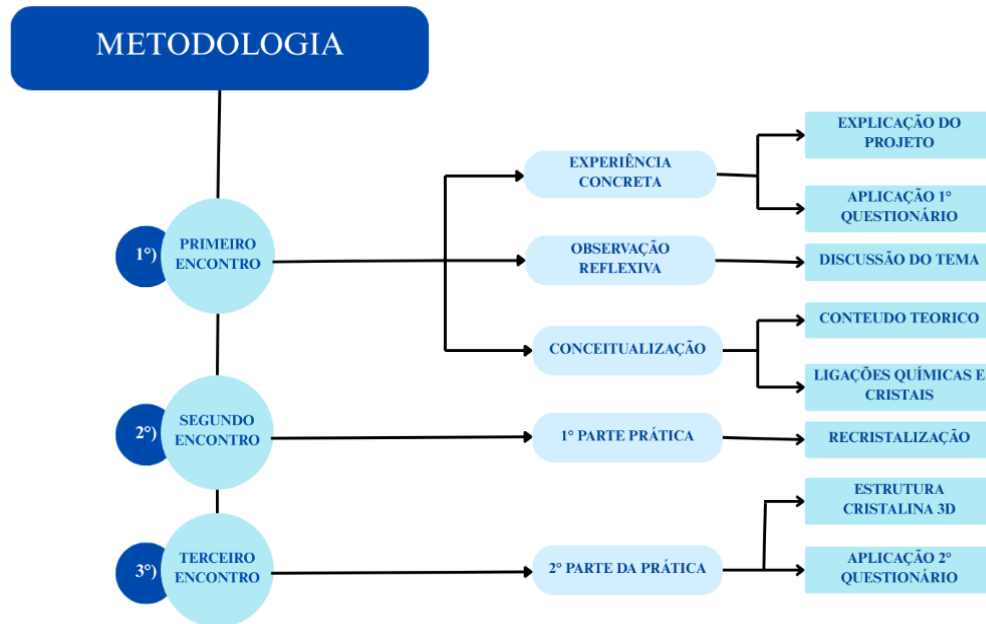 METODOLOGIA
1°)
PRIMEIRO
ENCONTRO
EXPERIÊNCIA
CONCRETA
EXPLICAÇÃO DO
PROJETO
APLICAÇÃO 1°
QUESTIONÁRIO
OBSERVAÇÃO
REFLEXIVA
DISCUSSÃO DO TEMA
CONCEITUALIZAÇÃO
CONTEUDO TEORICO
LIGAÇÕES QUÍMICAS E
CRISTAIS
2°)
SEGUNDO
ENCONTRO
1° PARTE PRÁTICA
RECRISTALIZAÇÃO
3°)
TERCEIRO
ENCONTRO
2° PARTE DA PRÁTICA
ESTRUTURA
CRISTALINA 3D
APLICAÇÃO 2°
QUESTIONÁRIO